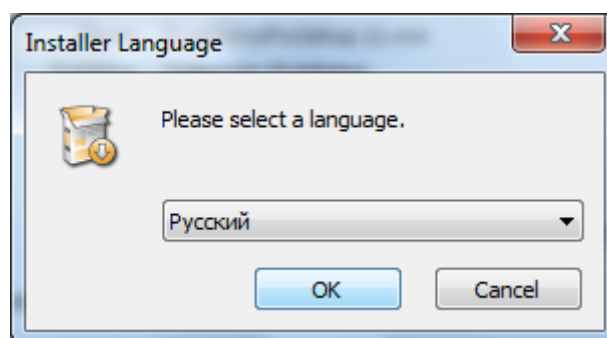 Installer Language
Please select a language.
Русский
OK
Cancel